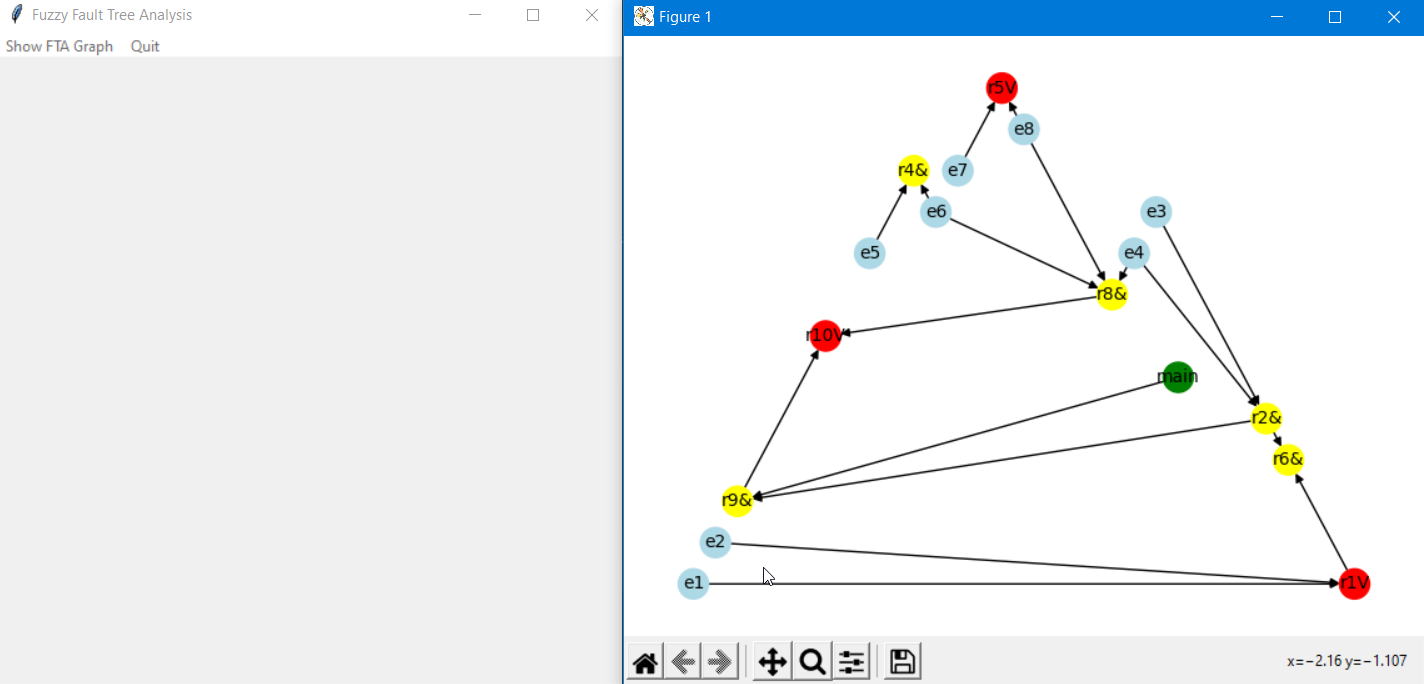 Fuzzy Fault Tree Analysis
Show FTA Graph Quit
Figure 1
r5V
e8
r4&
e7
e6
e3
e5
e4
r8&
r10V
main
r2&
r6&
r9&
e2
e1
r1V
x=−2.16 y=−1.107